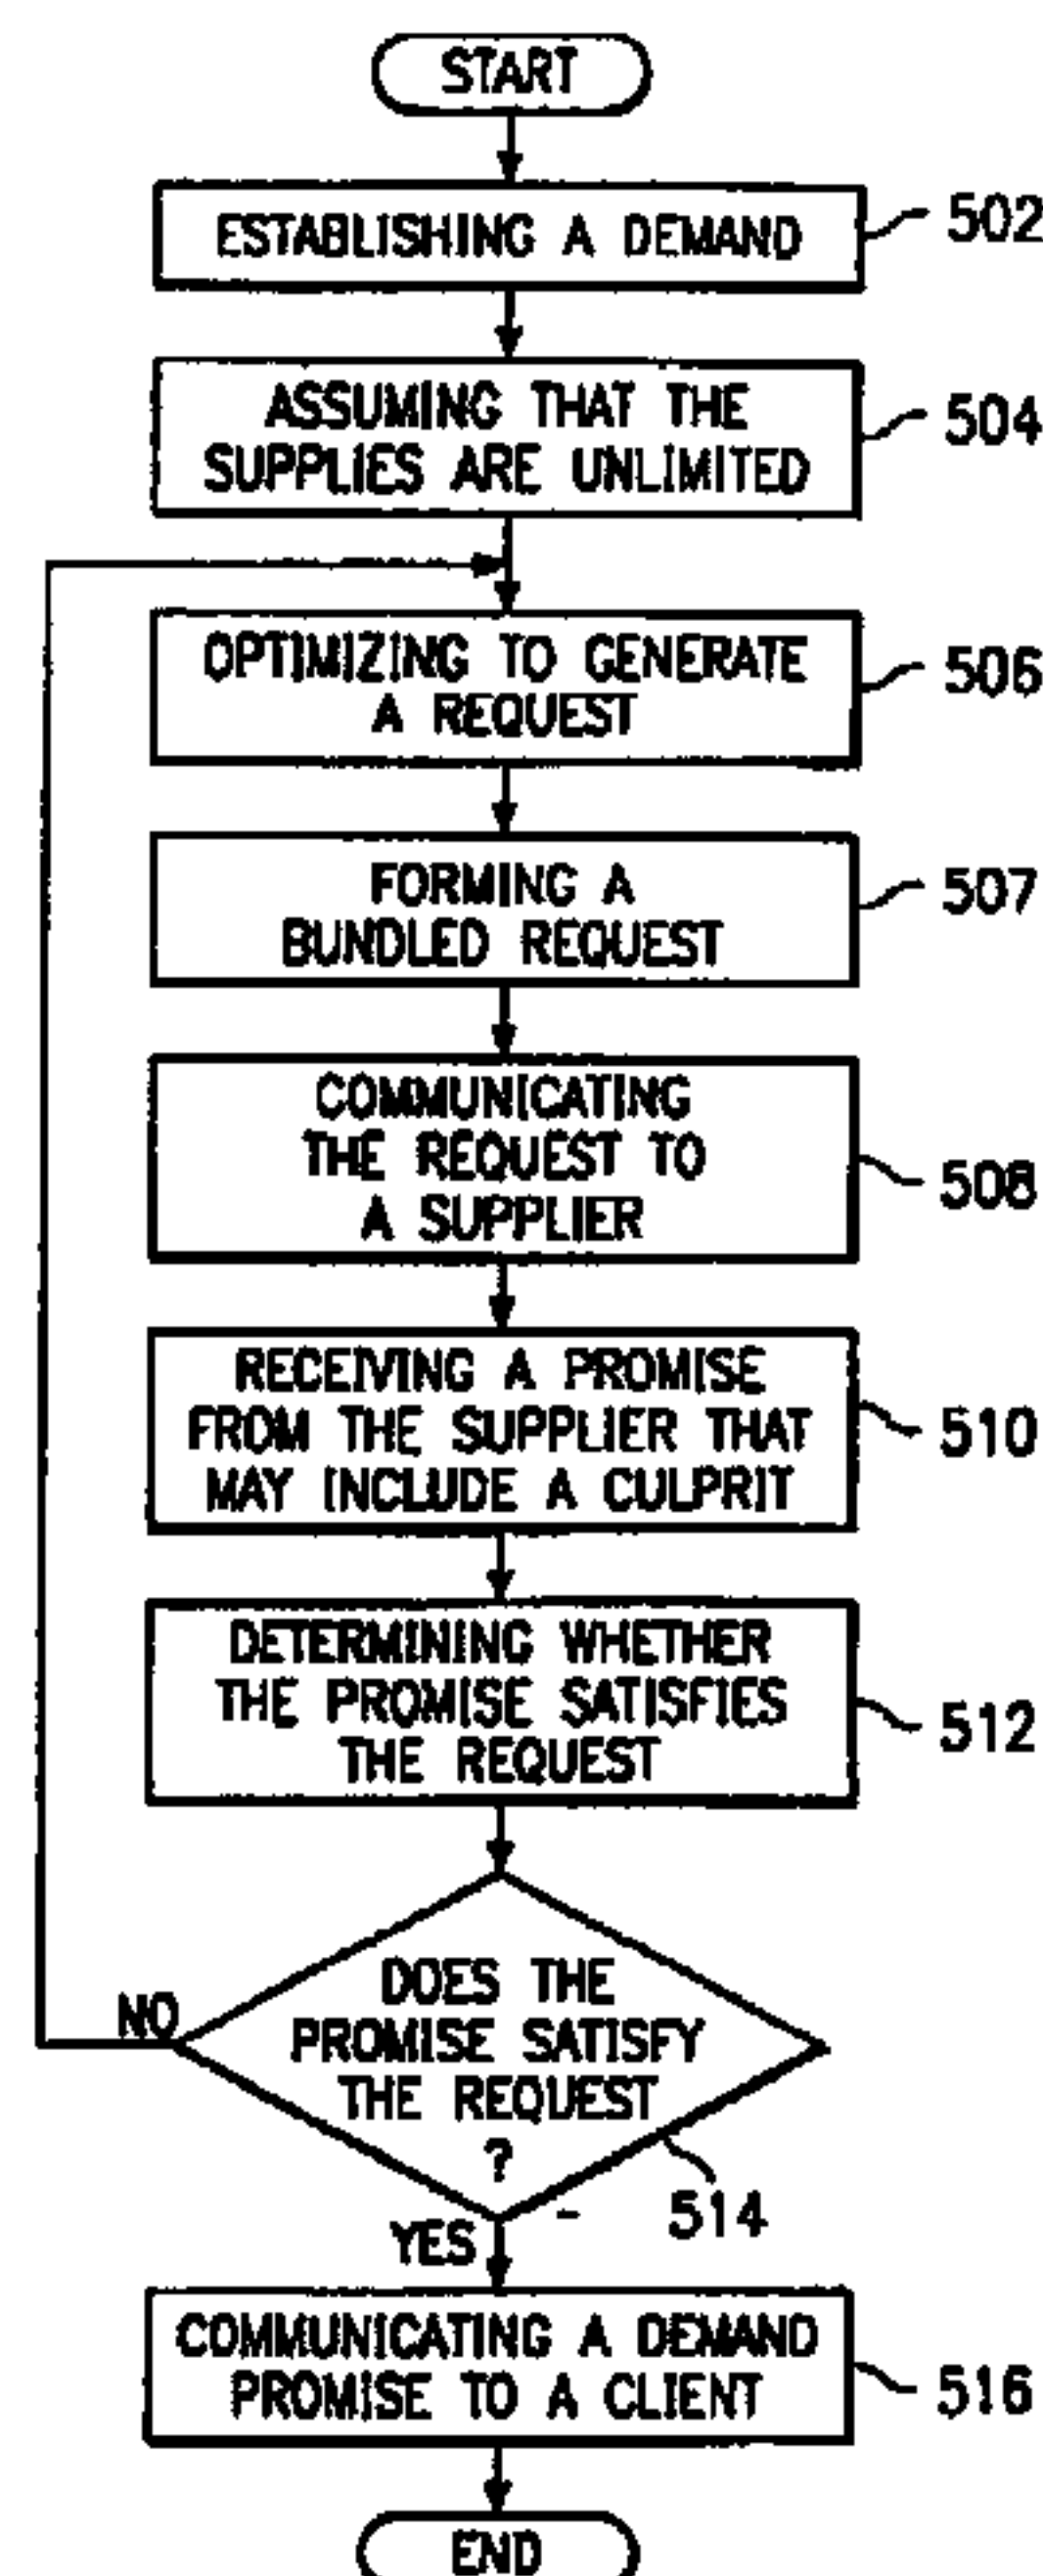 START
ESTABLISHING A DEMAND
502
ASSUMING THAT THE
SUPPLIES ARE UNLIMITED
504
OPTIMIZING TO GENERATE
A REQUEST
506
FORMING A
BUNDLED REQUEST
507
COMMUNICATING
THE REQUEST TO
A SUPPLIER
508
RECEIVING A PROMISE
FROM THE SUPPLIER THAT
MAY INCLUDE A CULPRIT
510
DETERMINING WHETHER
THE PROMISE SATISFIES
THE REQUEST
512
DOES THE
PROMISE SATISFY
THE REQUEST
?
NO
514
YES
COMMUNICATING A DEMAND
PROMISE TO A CLIENT
516
END